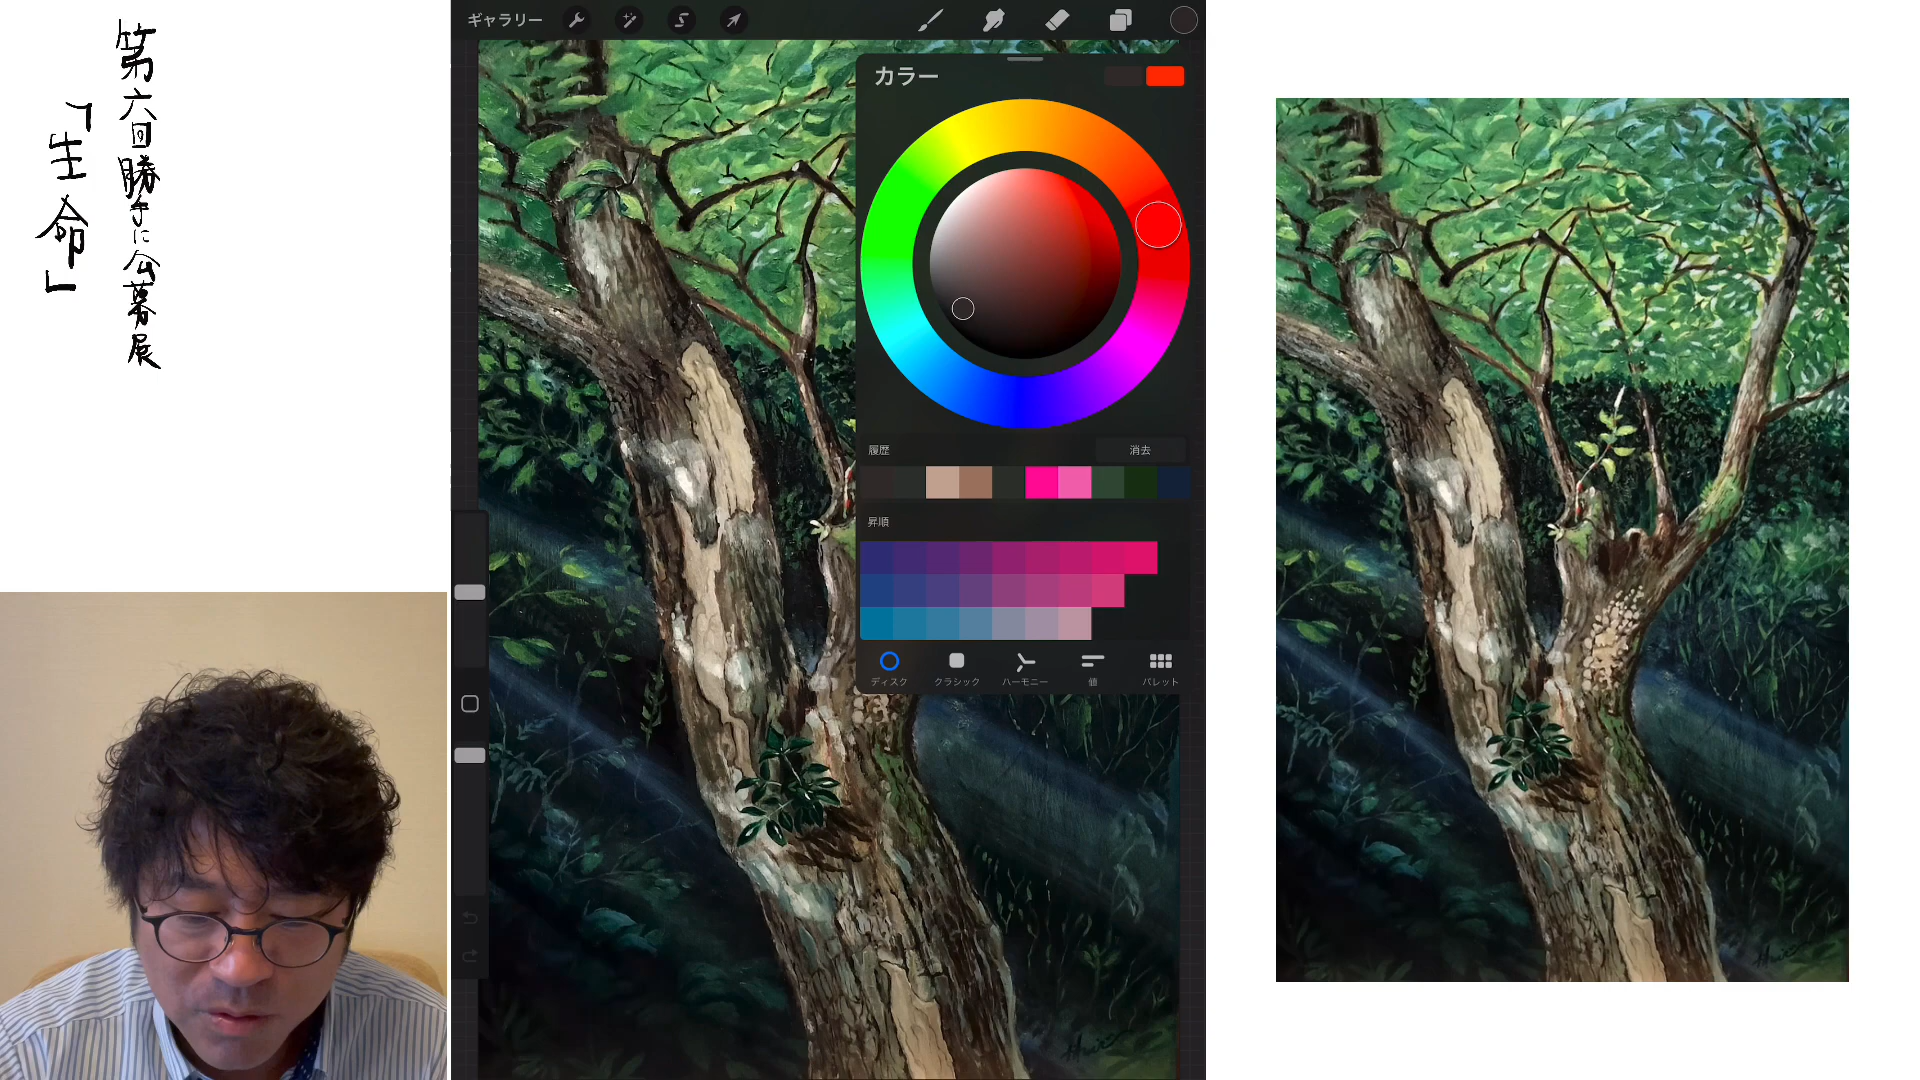 第六回勝手に公募展
「生命」
ギャラリー
カラー
履歴
消去
昇順
ディスク
クラシック
ハーモニー
値
パレット